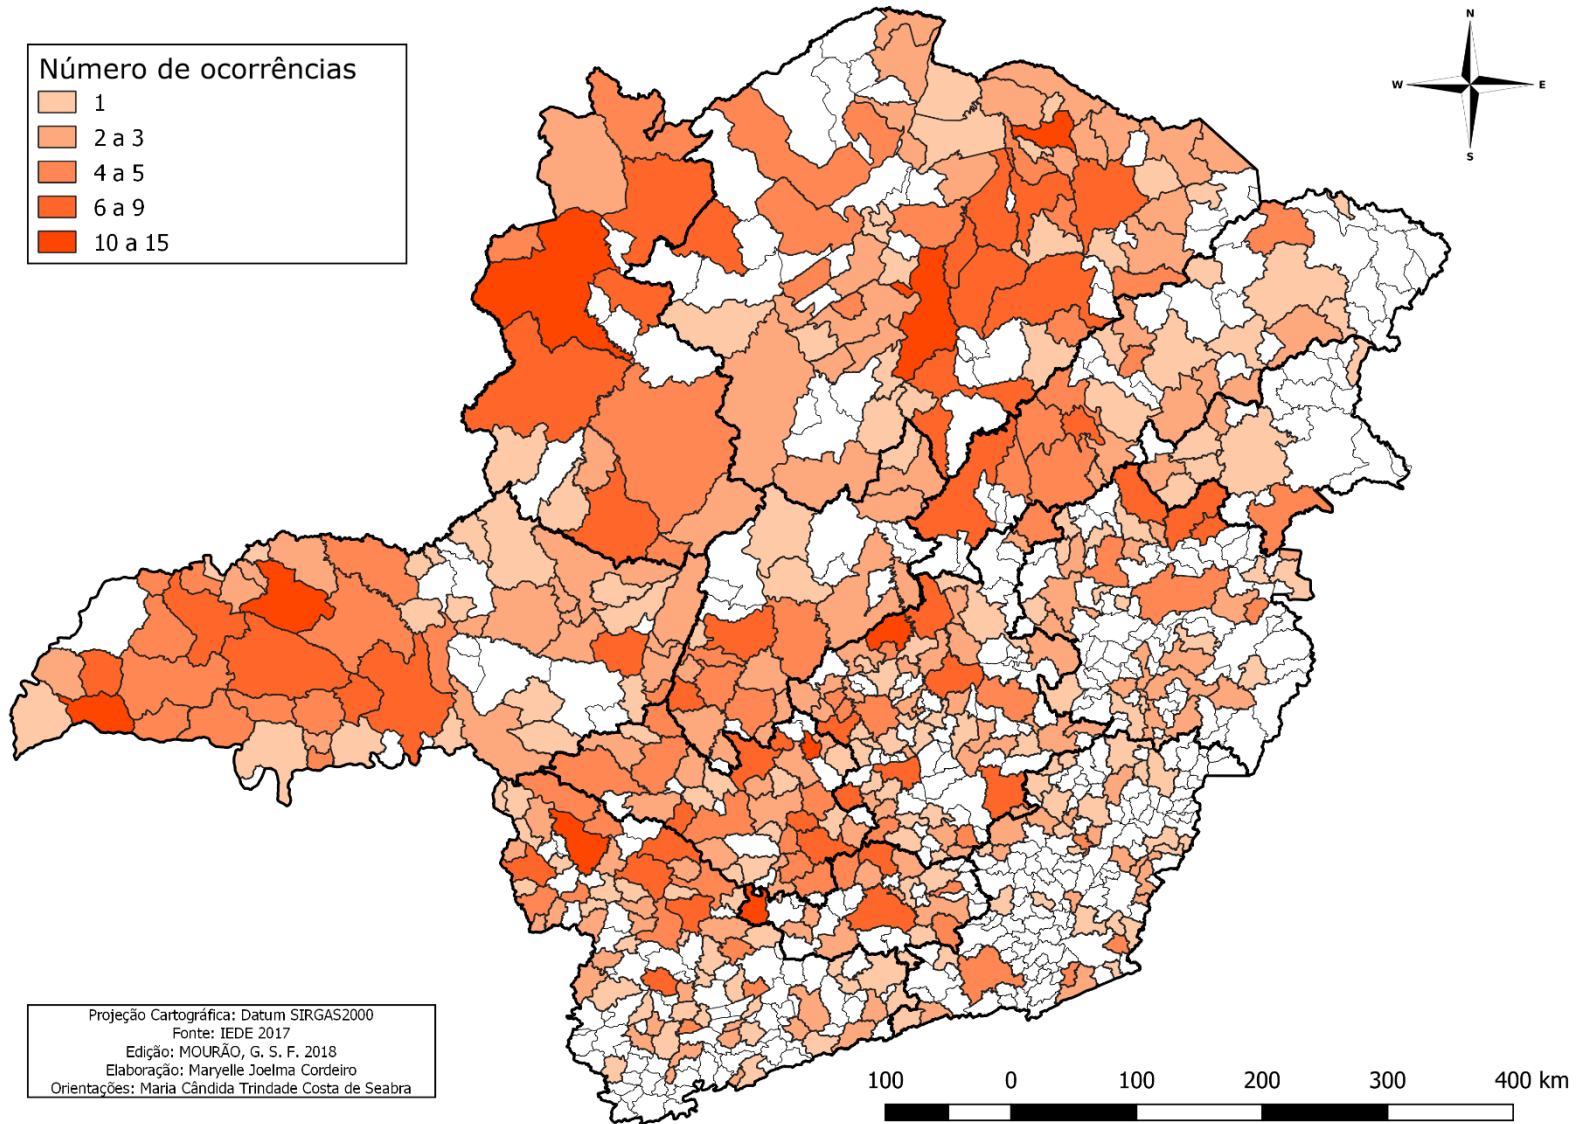 Número de ocorrências
1
2 a 3
4 a 5
6 a 9
10 a 15
N
W
E
S
Projeção Cartográfica: Datum SIRGAS2000
Fonte: IEDE 2017
Edição: MOURÃO, G. S. F. 2018
Elaboração: Maryelle Joelma Cordeiro
Orientações: Maria Cândida Trindade Costa de Seabra
100 0 100 200 300 400 km